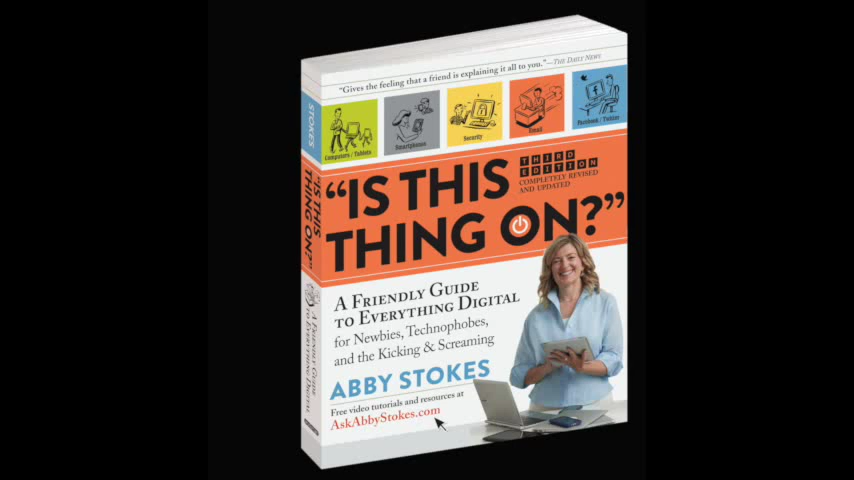 "Gives the feeling that a friend is explaining it all to you."—THE DAILY NEWS
Computers / Tablets
Smartphones
Security
Email
Facebook / Twitter
THIRD
EDITION
COMPLETELY REVISED
AND UPDATED
"IS THIS
THING ON?"
A FRIENDLY GUIDE
TO EVERYTHING DIGITAL
for Newbies, Technophobes,
and the Kicking & Screaming
ABBY STOKES
Free video tutorials and resources at
AskAbbyStokes.com
STOKES
"IS THIS
THING ON?"
A FRIENDLY GUIDE
TO EVERYTHING DIGITAL